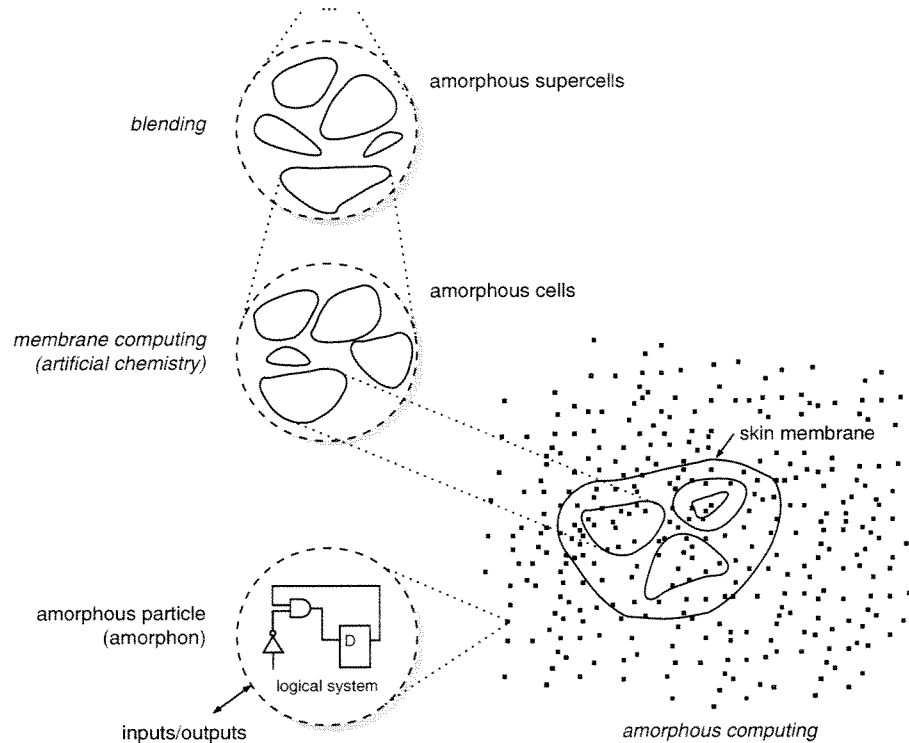 ...
amorphous supercells
blending
amorphous cells
membrane computing
(artificial chemistry)
skin membrane
amorphous particle
(amorphon)
D
logical system
inputs/outputs
amorphous computing